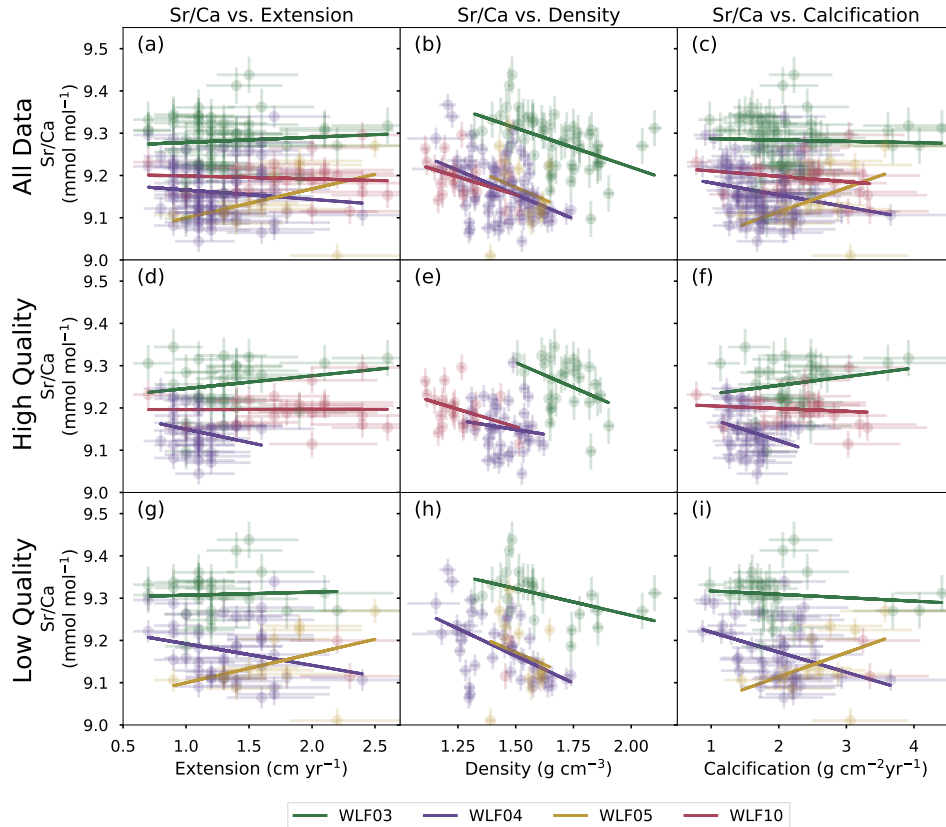 Sr/Ca vs. Extension Sr/Ca vs. Density Sr/Ca vs. Calcification
All Data
Sr/Ca
(mmol mol⁻¹)
9.5
9.4
9.3
9.2
9.1
9.0
(a) (b) (c)
High Quality
Sr/Ca
(mmol mol⁻¹)
9.5
9.4
9.3
9.2
9.1
9.0
(d) (e) (f)
Low Quality
Sr/Ca
(mmol mol⁻¹)
9.5
9.4
9.3
9.2
9.1
9.0
(g) (h) (i)
0.5 1.0 1.5 2.0 2.5 1.25 1.50 1.75 2.00 1 2 3 4
Extension (cm yr⁻¹) Density (g cm⁻³) Calcification (g cm⁻²yr⁻¹)
WLF03 WLF04 WLF05 WLF10